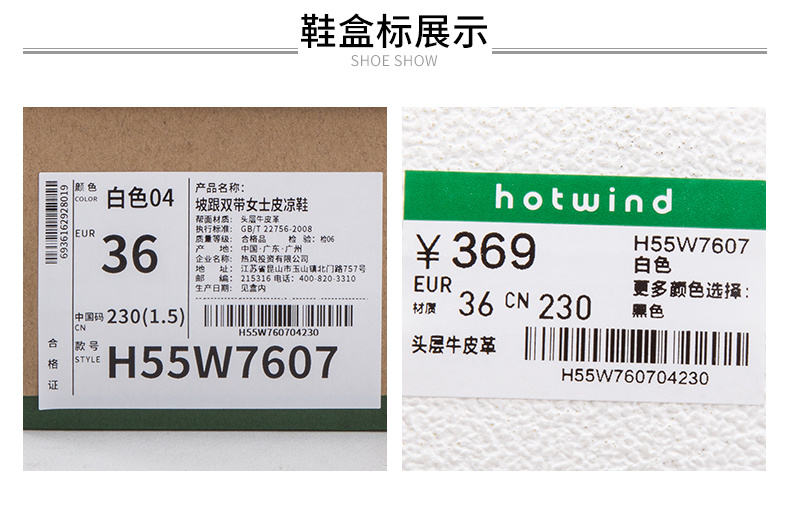 鞋盒标展示
SHOE SHOW
6936162928019
颜色
COLOR
白色04
EUR
36
中国码
CN
230(1.5)
合格证
款号
STYLE
H55W7607
产品名称：
坡跟双带女士皮凉鞋
帮面材质： 头层牛皮革
执行标准： GB/T 22756-2008
质量等级： 合格品 检 验：检06
产 地： 中国·广东·广州
企业名称： 热风投资有限公司
地 址： 江苏省昆山市玉山镇北门路757号
邮 编： 215316 电话：400-820-3310
生产日期： 见盒内
H55W760704230
hotwind
¥369
EUR
36
CN
230
材质
头层牛皮革
H55W7607
白色
更多颜色选择：
黑色
H55W760704230